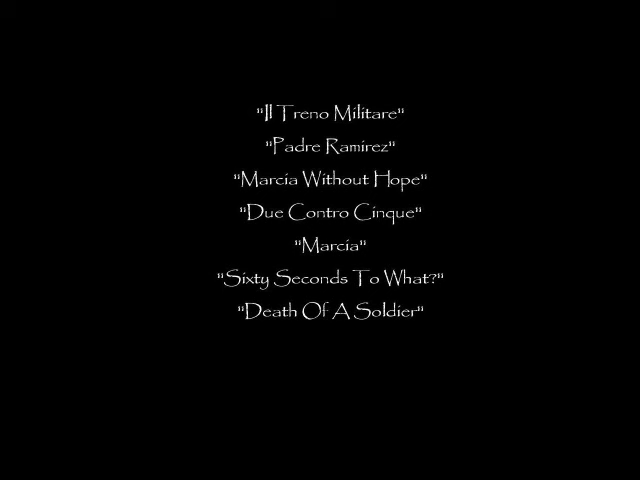 "Il Treno Militare"
"Padre Ramirez"
"Marcia Without Hope"
"Due Contro Cinque"
"Marcia"
"Sixty Seconds To What?"
"Death Of A Soldier"